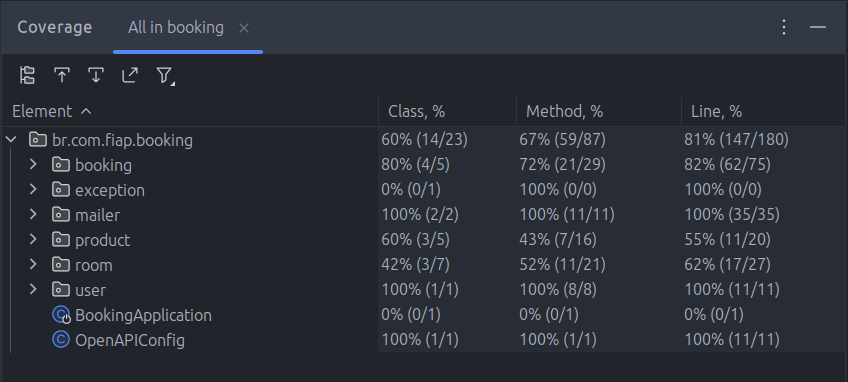 Coverage All in booking ×
Element Class, % Method, % Line, %
br.com.fiap.booking 60% (14/23) 67% (59/87) 81% (147/180)
booking 80% (4/5) 72% (21/29) 82% (62/75)
exception 0% (0/1) 100% (0/0) 100% (0/0)
mailer 100% (2/2) 100% (11/11) 100% (35/35)
product 60% (3/5) 43% (7/16) 55% (11/20)
room 42% (3/7) 52% (11/21) 62% (17/27)
user 100% (1/1) 100% (8/8) 100% (11/11)
BookingApplication 0% (0/1) 0% (0/1) 0% (0/1)
OpenAPIConfig 100% (1/1) 100% (1/1) 100% (11/11)